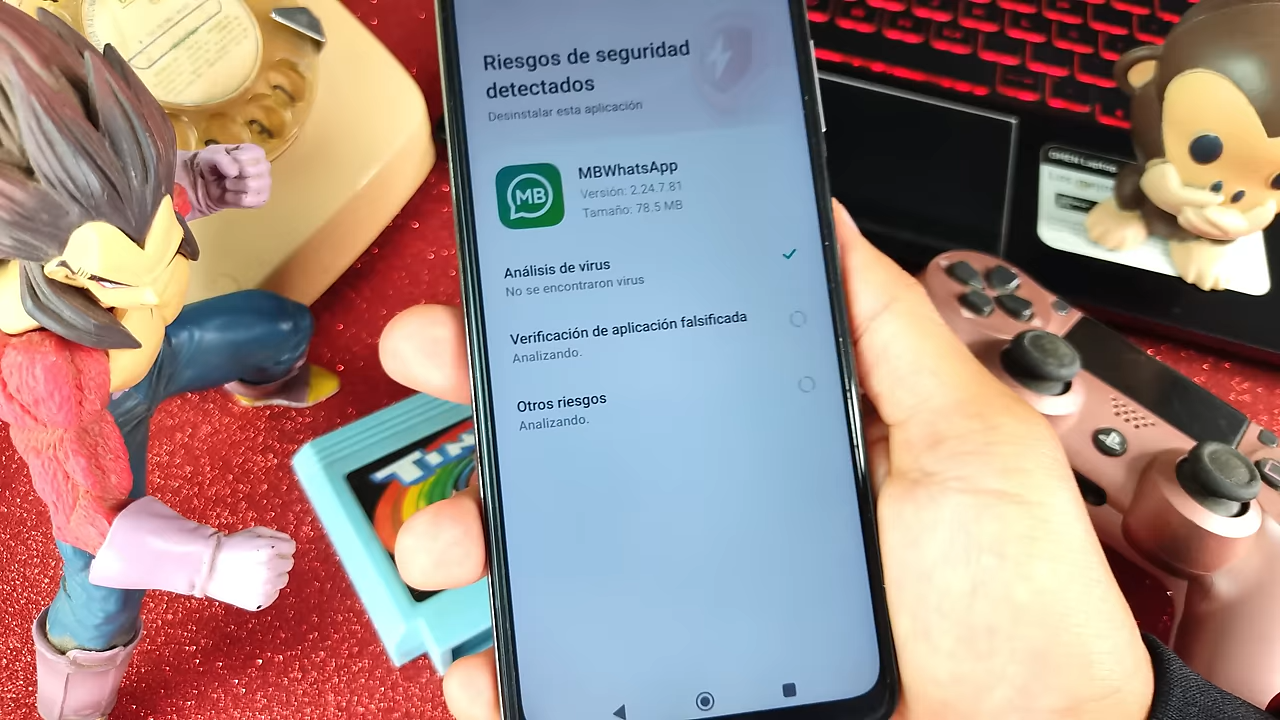 Riesgos de seguridad
detectados
Desinstalar esta aplicación
MB
MBWhatsApp
Versión: 2.24.7.81
Tamaño: 78.5 MB
Análisis de virus
No se encontraron virus
Verificación de aplicación falsificada
Analizando.
Otros riesgos
Analizando.